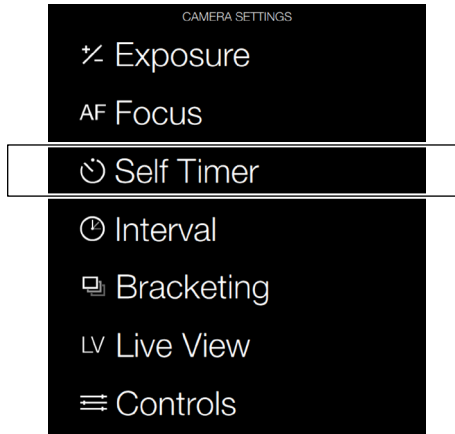 CAMERA SETTINGS
Exposure
AF Focus
Self Timer
Interval
Bracketing
LV Live View
Controls